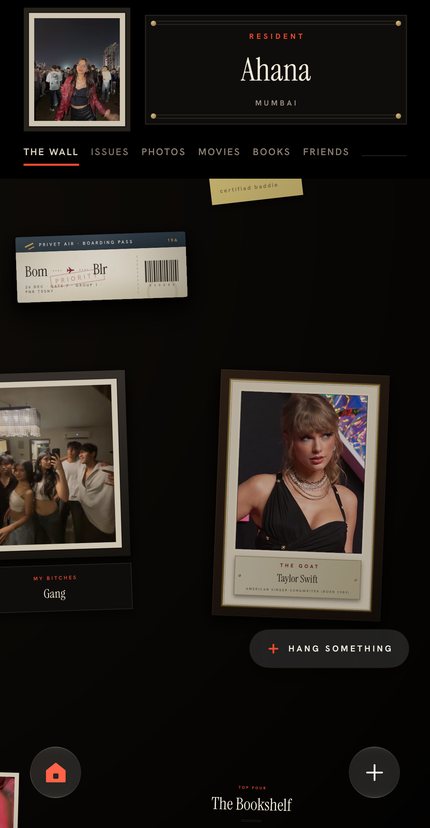 RESIDENT
Ahana
MUMBAI
THE WALL ISSUES PHOTOS MOVIES BOOKS FRIENDS
certified baddie
PRIVET AIR · BOARDING PASS 19A
Bom Blr
PRIORITY
MY BITCHES
Gang
THE GOAT
Taylor Swift
AMERICAN SINGER-SONGWRITER (BORN 1989)
+ HANG SOMETHING
TOP FOUR
The Bookshelf